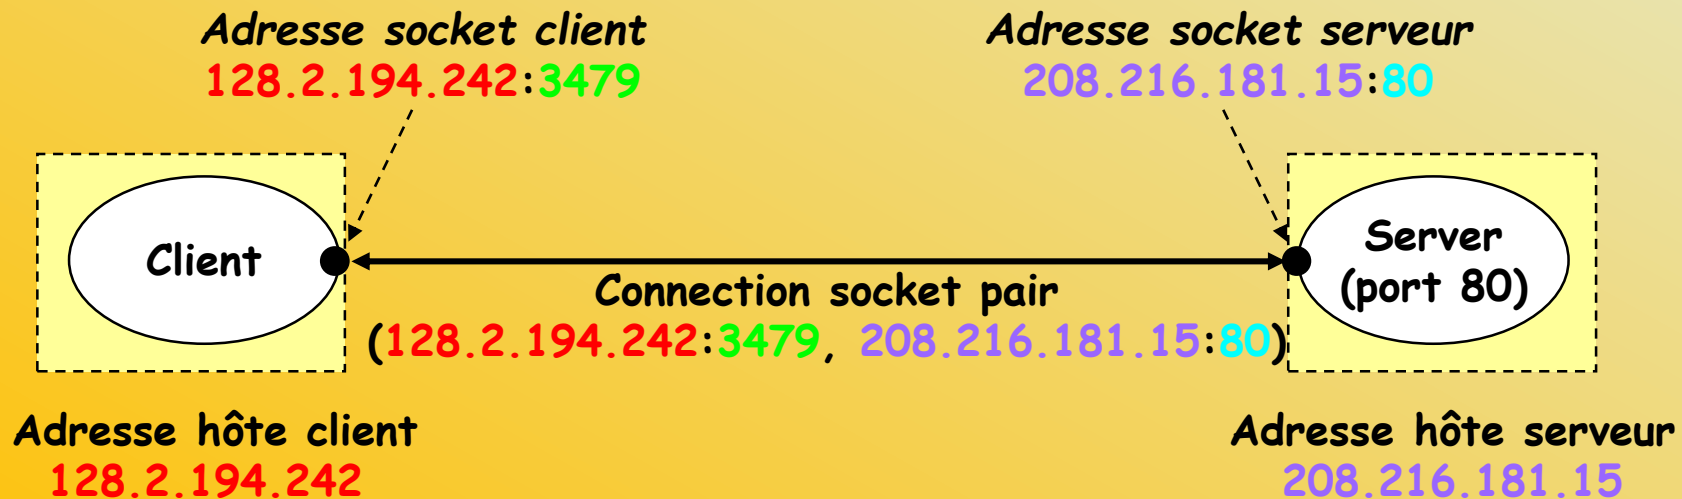 Adresse socket client
128.2.194.242:3479
Adresse socket serveur
208.216.181.15:80
Client
Server
(port 80)
Connection socket pair
(128.2.194.242:3479, 208.216.181.15:80)
Adresse hôte client
128.2.194.242
Adresse hôte serveur
208.216.181.15